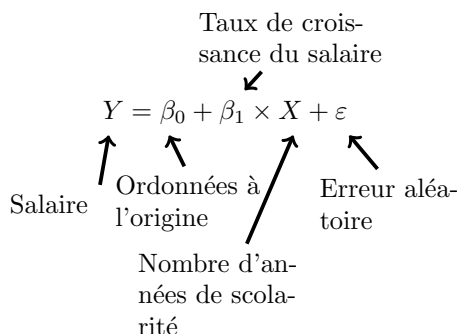 Taux de crois-
sance du salaire
Y = β₀ + β₁ × X + ε
Salaire
Ordonnées à
l'origine
Erreur aléa-
toire
Nombre d'an-
nées de scola-
rité